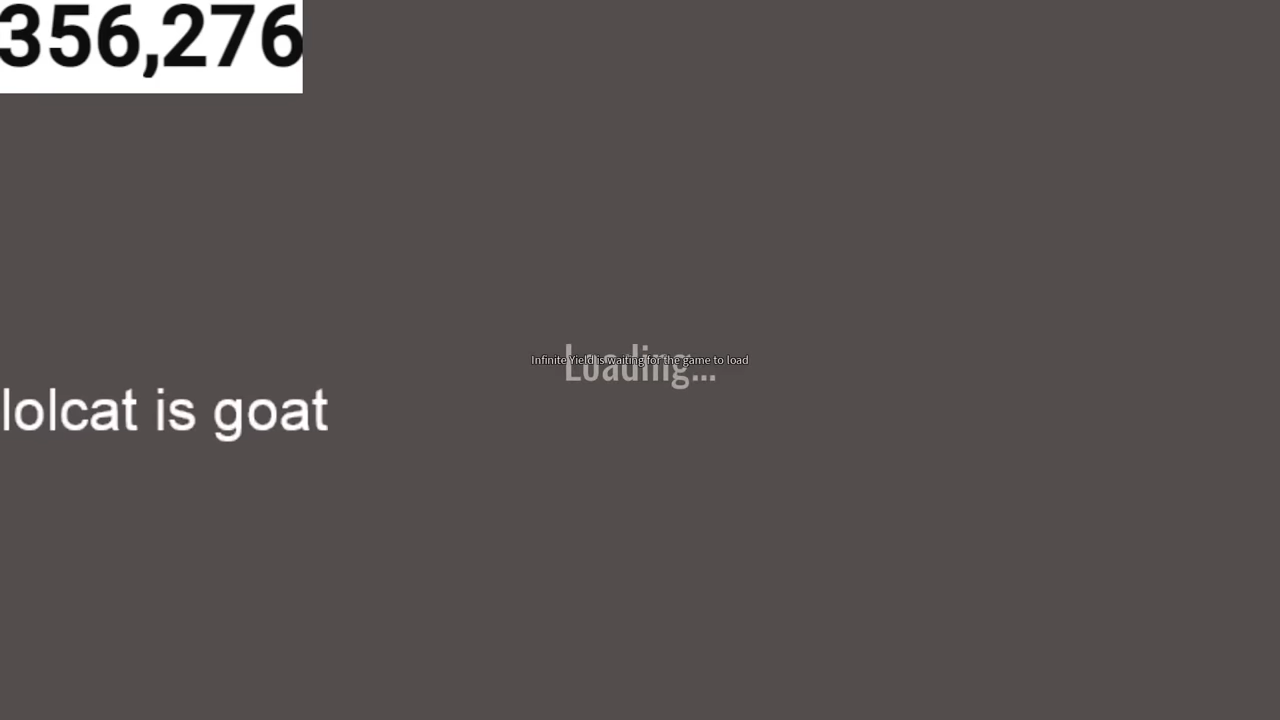 356,276
Infinite Yield is waiting for the game to load
Loading...
lolcat is goat